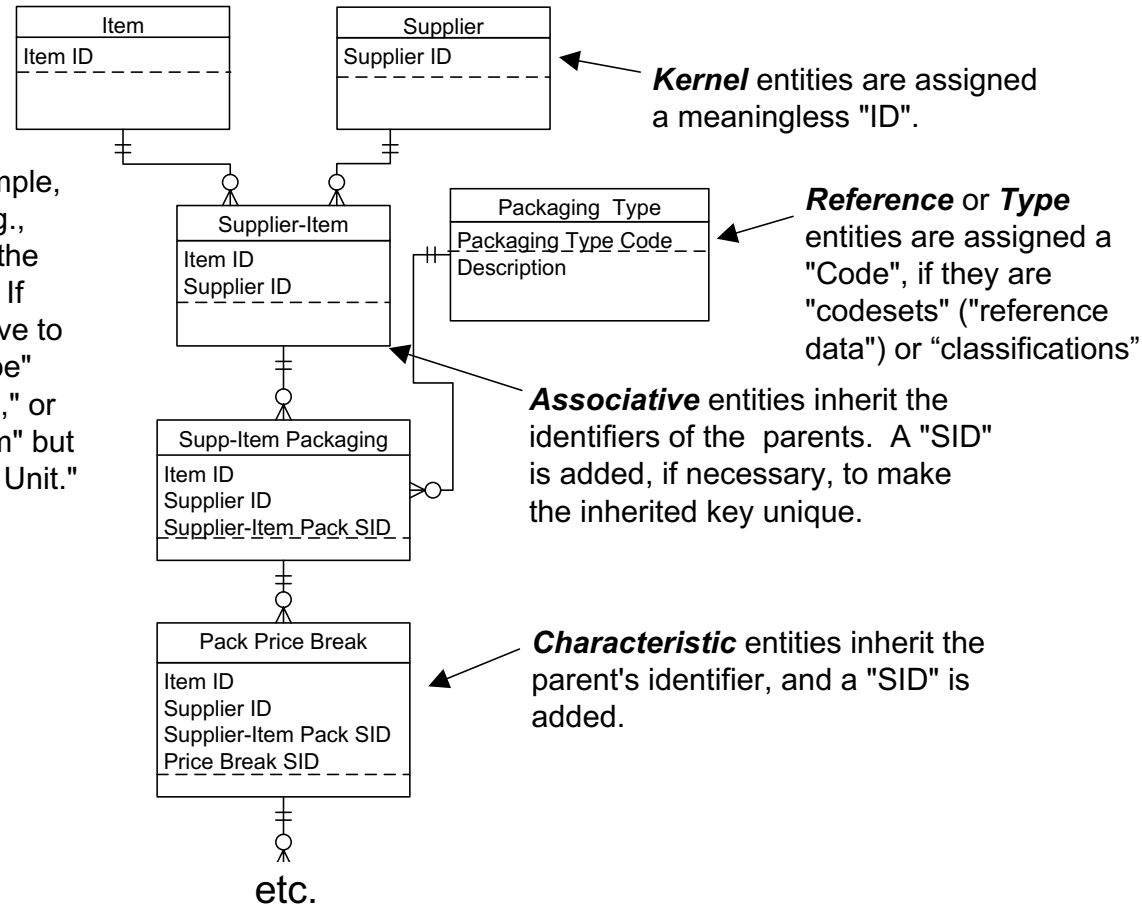 Item
Item ID
Supplier
Supplier ID
Kernel entities are assigned
a meaningless "ID".
Supplier-Item
Item ID
Supplier ID
Packaging Type
Packaging Type Code
Description
Reference or Type
entities are assigned a
"Code", if they are
"codesets" ("reference
data") or “classifications”
the
If
ve to
," or
but
Unit."
Associative entities inherit the
identifiers of the parents. A "SID"
is added, if necessary, to make
the inherited key unique.
Supp-Item Packaging
Item ID
Supplier ID
Supplier-Item Pack SID
Pack Price Break
Item ID
Supplier ID
Supplier-Item Pack SID
Price Break SID
Characteristic entities inherit the
parent's identifier, and a "SID" is
added.
etc.